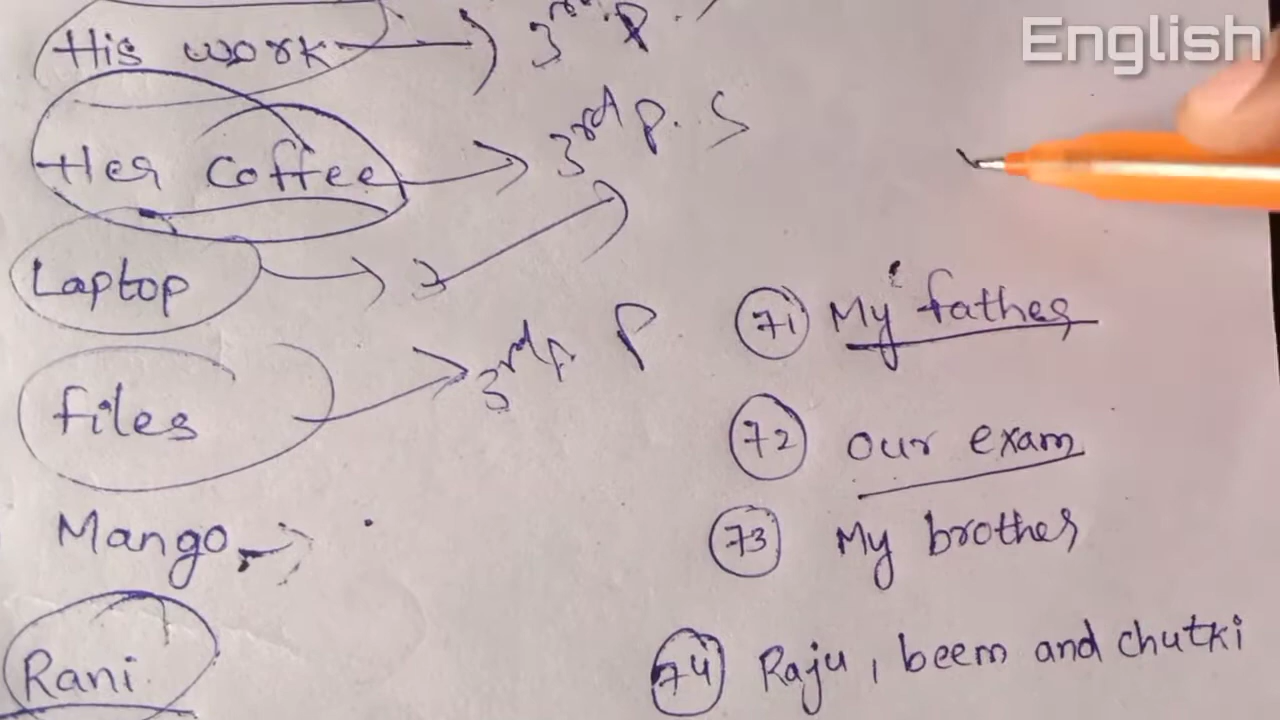 English
His work 3rd P.
Her Coffee 3rd P. S
Laptop
files 3rd P. P
Mango
Rani
71 My father
72 our exam
73 My brother
74 Raju, beem and chutki